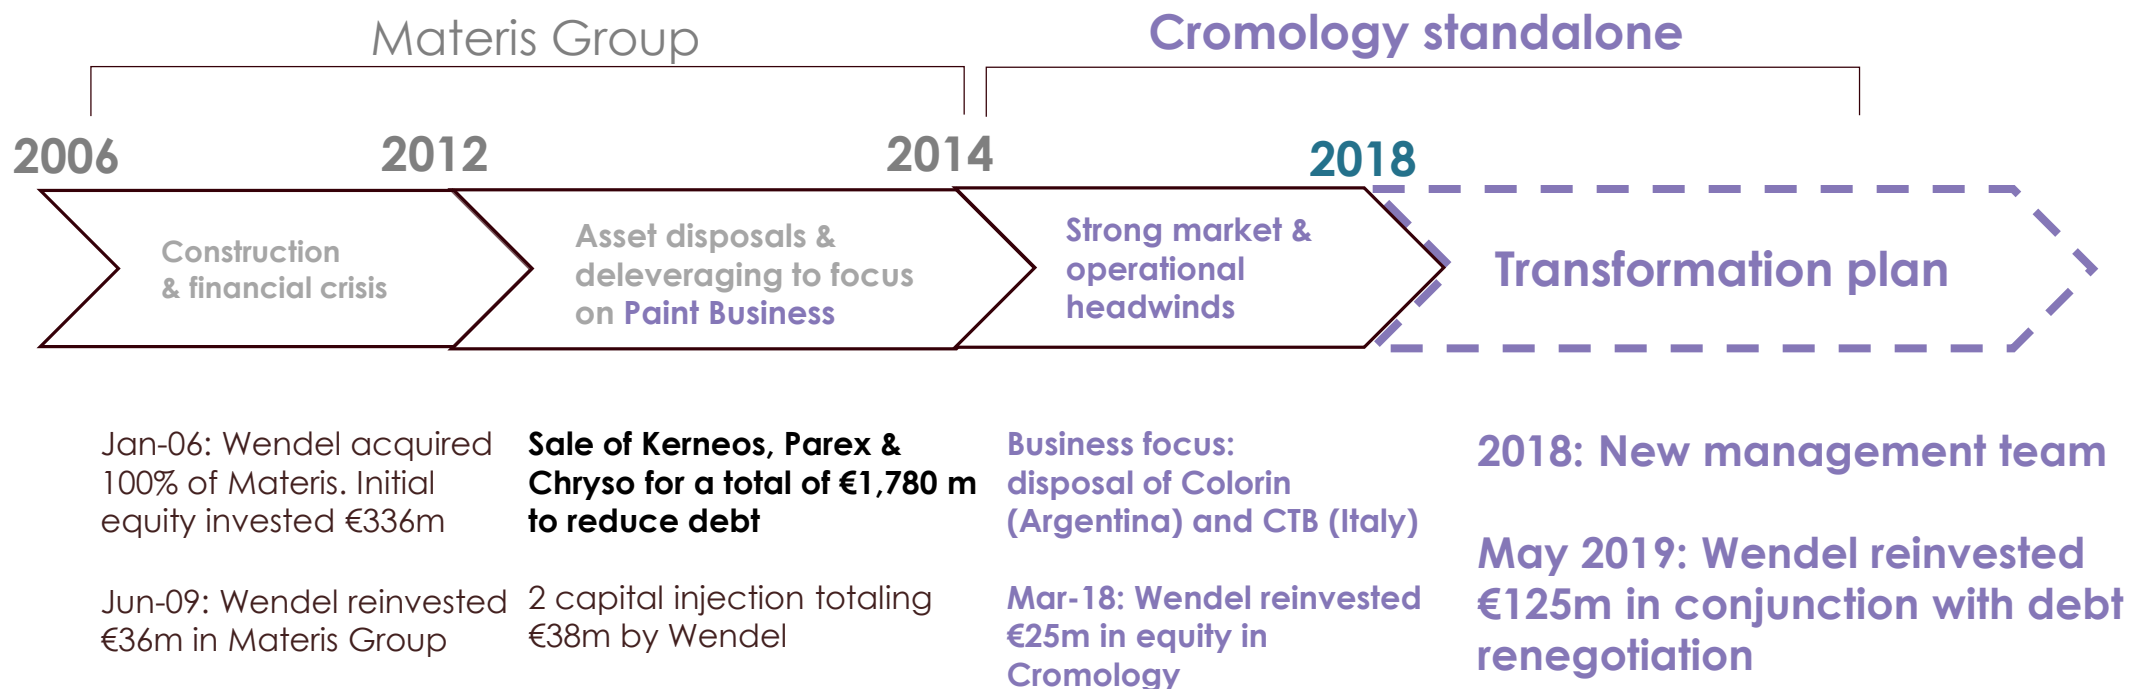 Materis Group
Cromology standalone
2006
2012
2014
2018
Construction
& financial crisis
Asset disposals &
deleveraging to focus
on Paint Business
Strong market &
operational
headwinds
Transformation plan
Jan-06: Wendel acquired
100% of Materis. Initial
equity invested €336m
Jun-09: Wendel reinvested
€36m in Materis Group
Sale of Kerneos, Parex &
Chryso for a total of €1,780 m
to reduce debt
2 capital injection totaling
€38m by Wendel
Business focus:
disposal of Colorin
(Argentina) and CTB (Italy)
Mar-18: Wendel reinvested
€25m in equity in
Cromology
2018: New management team
May 2019: Wendel reinvested
€125m in conjunction with debt
renegotiation